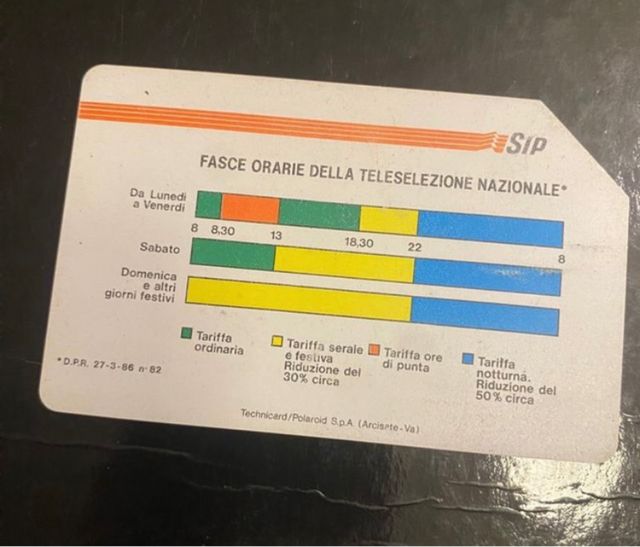 SIP
FASCE ORARIE DELLA TELESELEZIONE NAZIONALE*
Da Lunedì
a Venerdì
8 8,30 13 18,30 22 8
Sabato
Domenica
e altri
giorni festivi
Tariffa
ordinaria
Tariffa serale
e festiva
Riduzione del
30% circa
Tariffa ore
di punta
Tariffa
notturna.
Riduzione del
50% circa
*D.P.R. 27-3-86 n° 82
Technicard/Polaroid S.p.A. (Arcisate-Va)